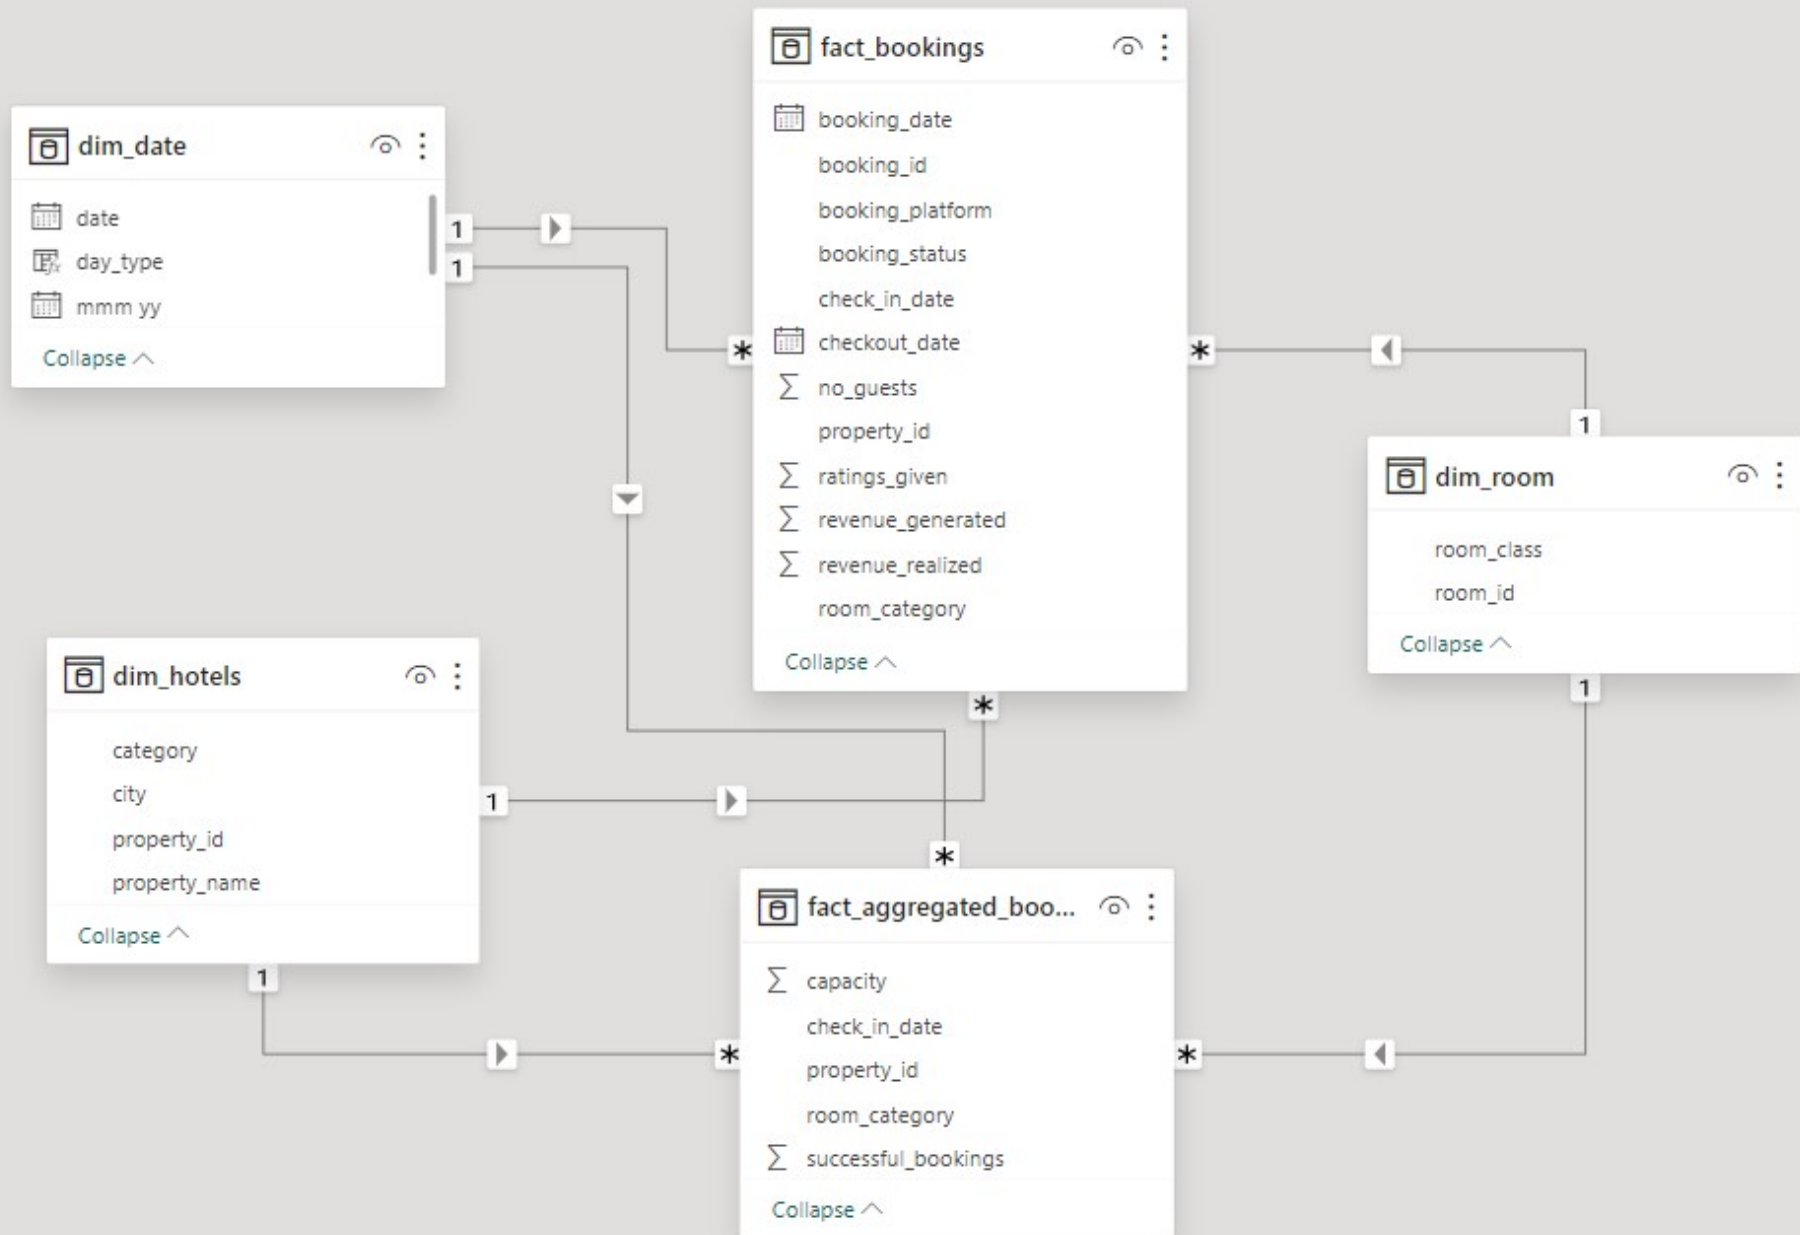 fact_bookings
booking_date
booking_id
booking_platform
booking_status
check_in_date
checkout_date
Σ no_guests
property_id
Σ ratings_given
Σ revenue_generated
Σ revenue_realized
room_category
Collapse
dim_date
date
day_type
mmm yy
Collapse
1
1
*
*
1
dim_room
room_class
room_id
Collapse
1
dim_hotels
category
city
property_id
property_name
Collapse
1
*
*
1
*
*
fact_aggregated_boo...
Σ capacity
check_in_date
property_id
room_category
Σ successful_bookings
Collapse